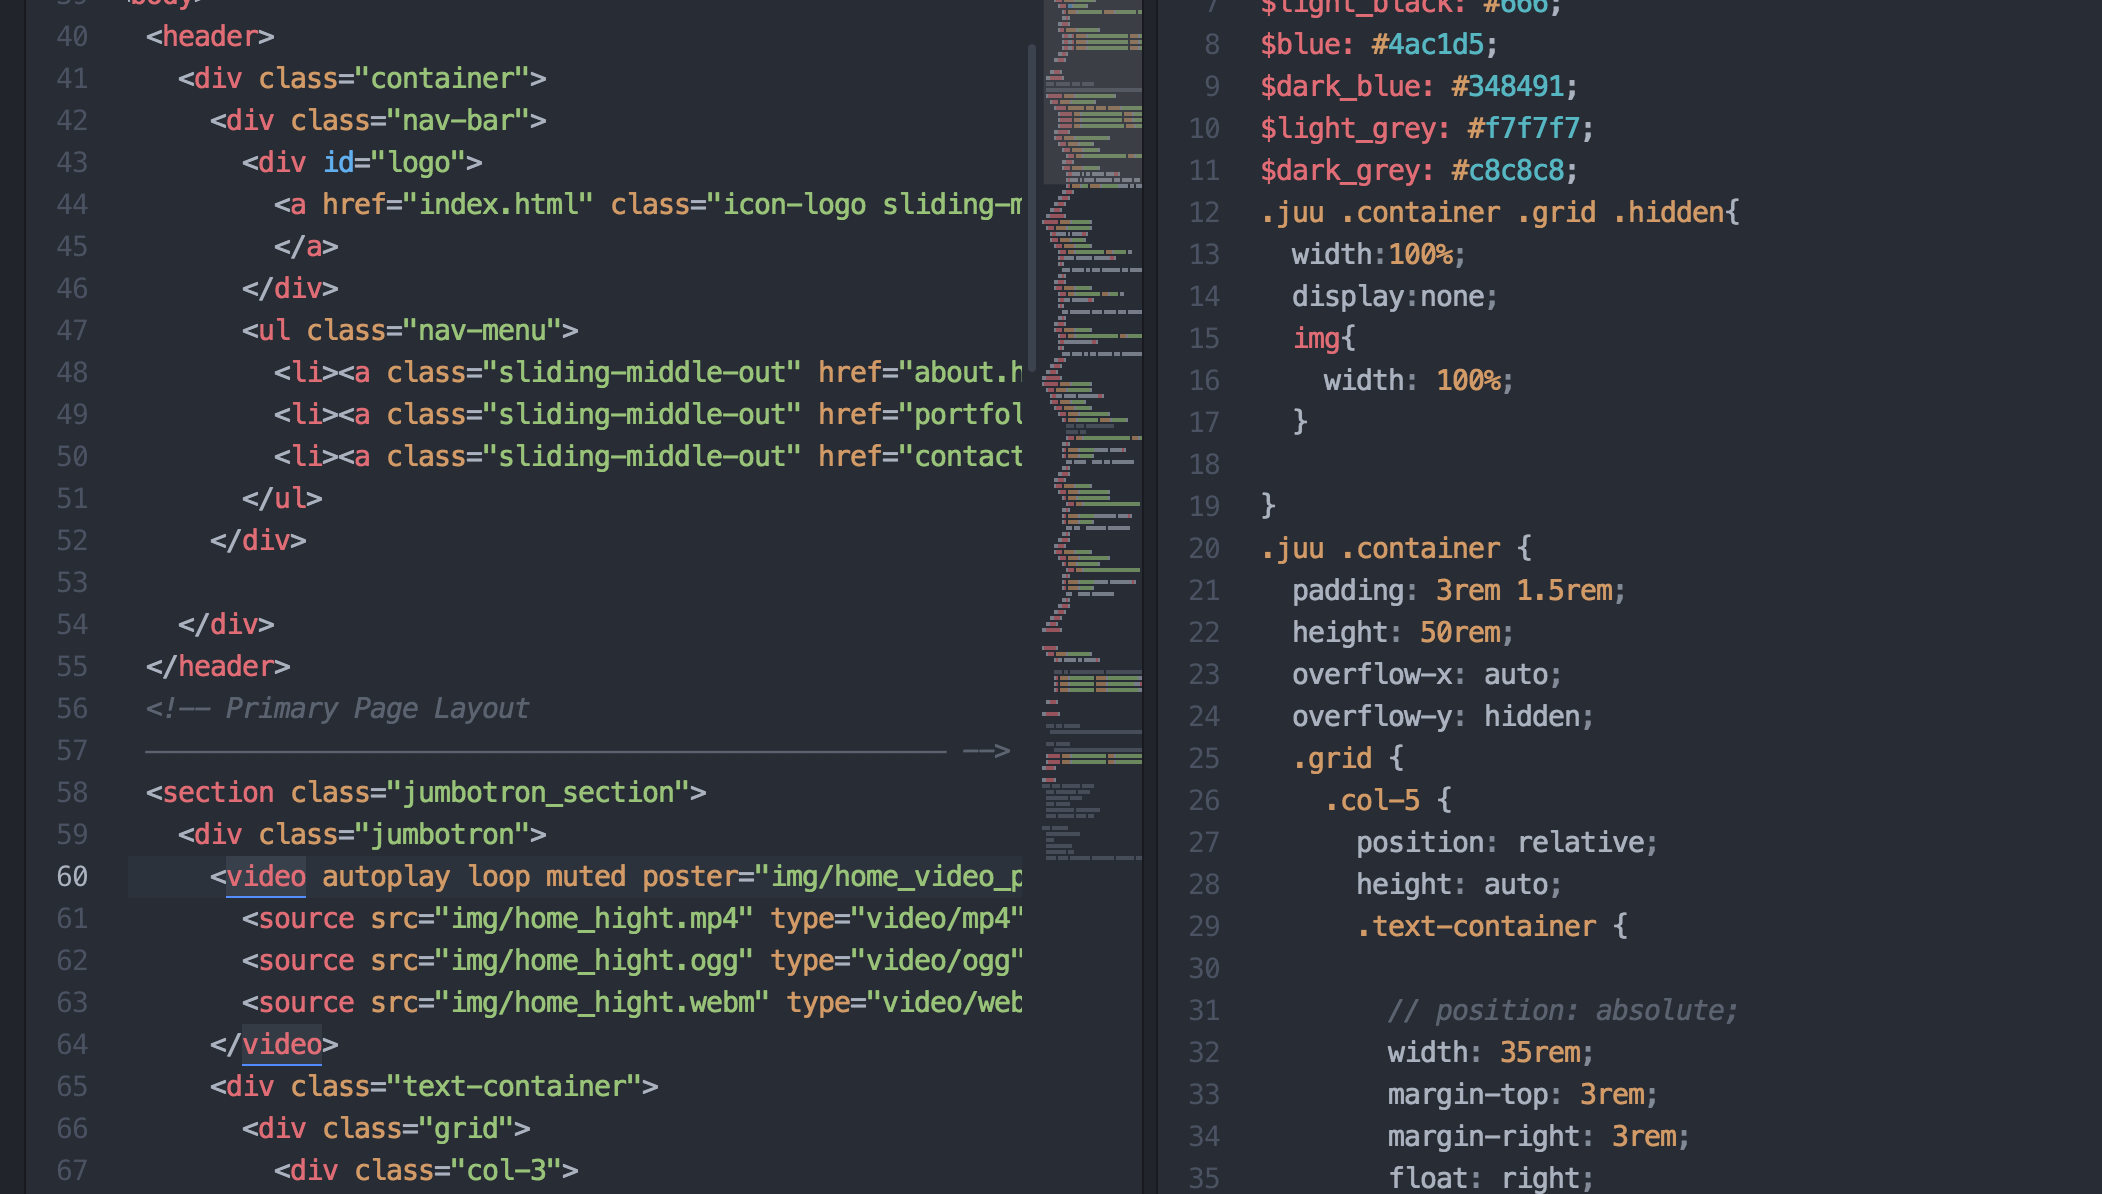 39 <body>
40 <header>
41 <div class="container">
42 <div class="nav-bar">
43 <div id="logo">
44 <a href="index.html" class="icon-logo sliding-m
45 </a>
46 </div>
47 <ul class="nav-menu">
48 <li><a class="sliding-middle-out" href="about.h
49 <li><a class="sliding-middle-out" href="portfol
50 <li><a class="sliding-middle-out" href="contact
51 </ul>
52 </div>
53
54 </div>
55 </header>
56 <!-- Primary Page Layout
57 –––––––––––––––––––––––––––––––––––––––––––––––––– -->
58 <section class="jumbotron_section">
59 <div class="jumbotron">
60 <video autoplay loop muted poster="img/home_video_p
61 <source src="img/home_hight.mp4" type="video/mp4"
62 <source src="img/home_hight.ogg" type="video/ogg"
63 <source src="img/home_hight.webm" type="video/web
64 </video>
65 <div class="text-container">
66 <div class="grid">
67 <div class="col-3">
7 $light_black: #666;
8 $blue: #4ac1d5;
9 $dark_blue: #348491;
10 $light_grey: #f7f7f7;
11 $dark_grey: #c8c8c8;
12 .juu .container .grid .hidden{
13 width:100%;
14 display:none;
15 img{
16 width: 100%;
17 }
18
19 }
20 .juu .container {
21 padding: 3rem 1.5rem;
22 height: 50rem;
23 overflow-x: auto;
24 overflow-y: hidden;
25 .grid {
26 .col-5 {
27 position: relative;
28 height: auto;
29 .text-container {
30
31 // position: absolute;
32 width: 35rem;
33 margin-top: 3rem;
34 margin-right: 3rem;
35 float: right;